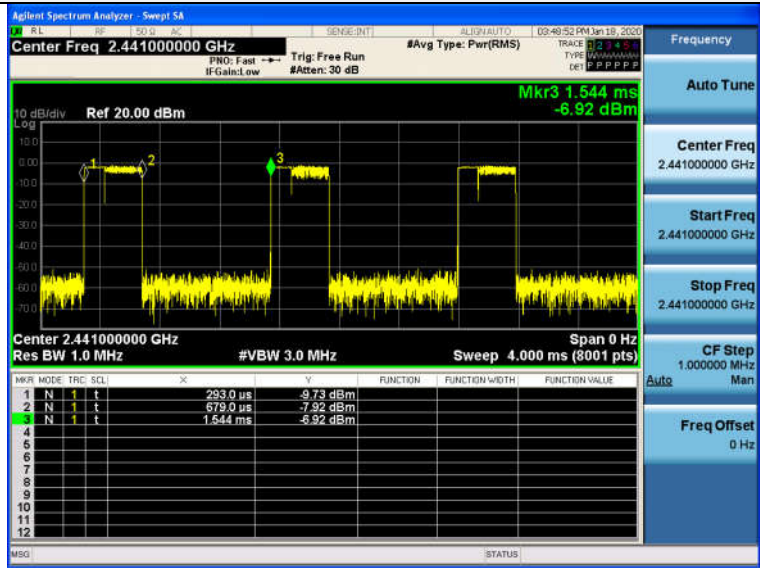 Agilent Spectrum Analyzer - Swept SA
RL RF 50 Ω AC SENSE:INT ALIGN AUTO 03:48:52 PM Jan 18, 2020
Center Freq 2.441000000 GHz
PNO: Fast
IFGain:Low
Trig: Free Run
#Atten: 30 dB
#Avg Type: Pwr(RMS)
TRACE 1 2 3 4 5 6
TYPE
DET P P P P P P
Mkr3 1.544 ms
-6.92 dBm
10 dB/div Ref 20.00 dBm
Log
10.0
0.00
-10.0
-20.0
-30.0
-40.0
-50.0
-60.0
-70.0
1 2 3
Center 2.441000000 GHz Span 0 Hz
Res BW 1.0 MHz #VBW 3.0 MHz Sweep 4.000 ms (8001 pts)
MKR MODE TRC SCL X Y FUNCTION FUNCTION WIDTH FUNCTION VALUE
1 N 1 t 293.0 µs -9.73 dBm
2 N 1 t 679.0 µs -7.92 dBm
3 N 1 t 1.544 ms -6.92 dBm
4
5
6
7
8
9
10
11
12
MSG STATUS
Frequency
Auto Tune
Center Freq
2.441000000 GHz
Start Freq
2.441000000 GHz
Stop Freq
2.441000000 GHz
CF Step
1.000000 MHz
Auto Man
Freq Offset
0 Hz